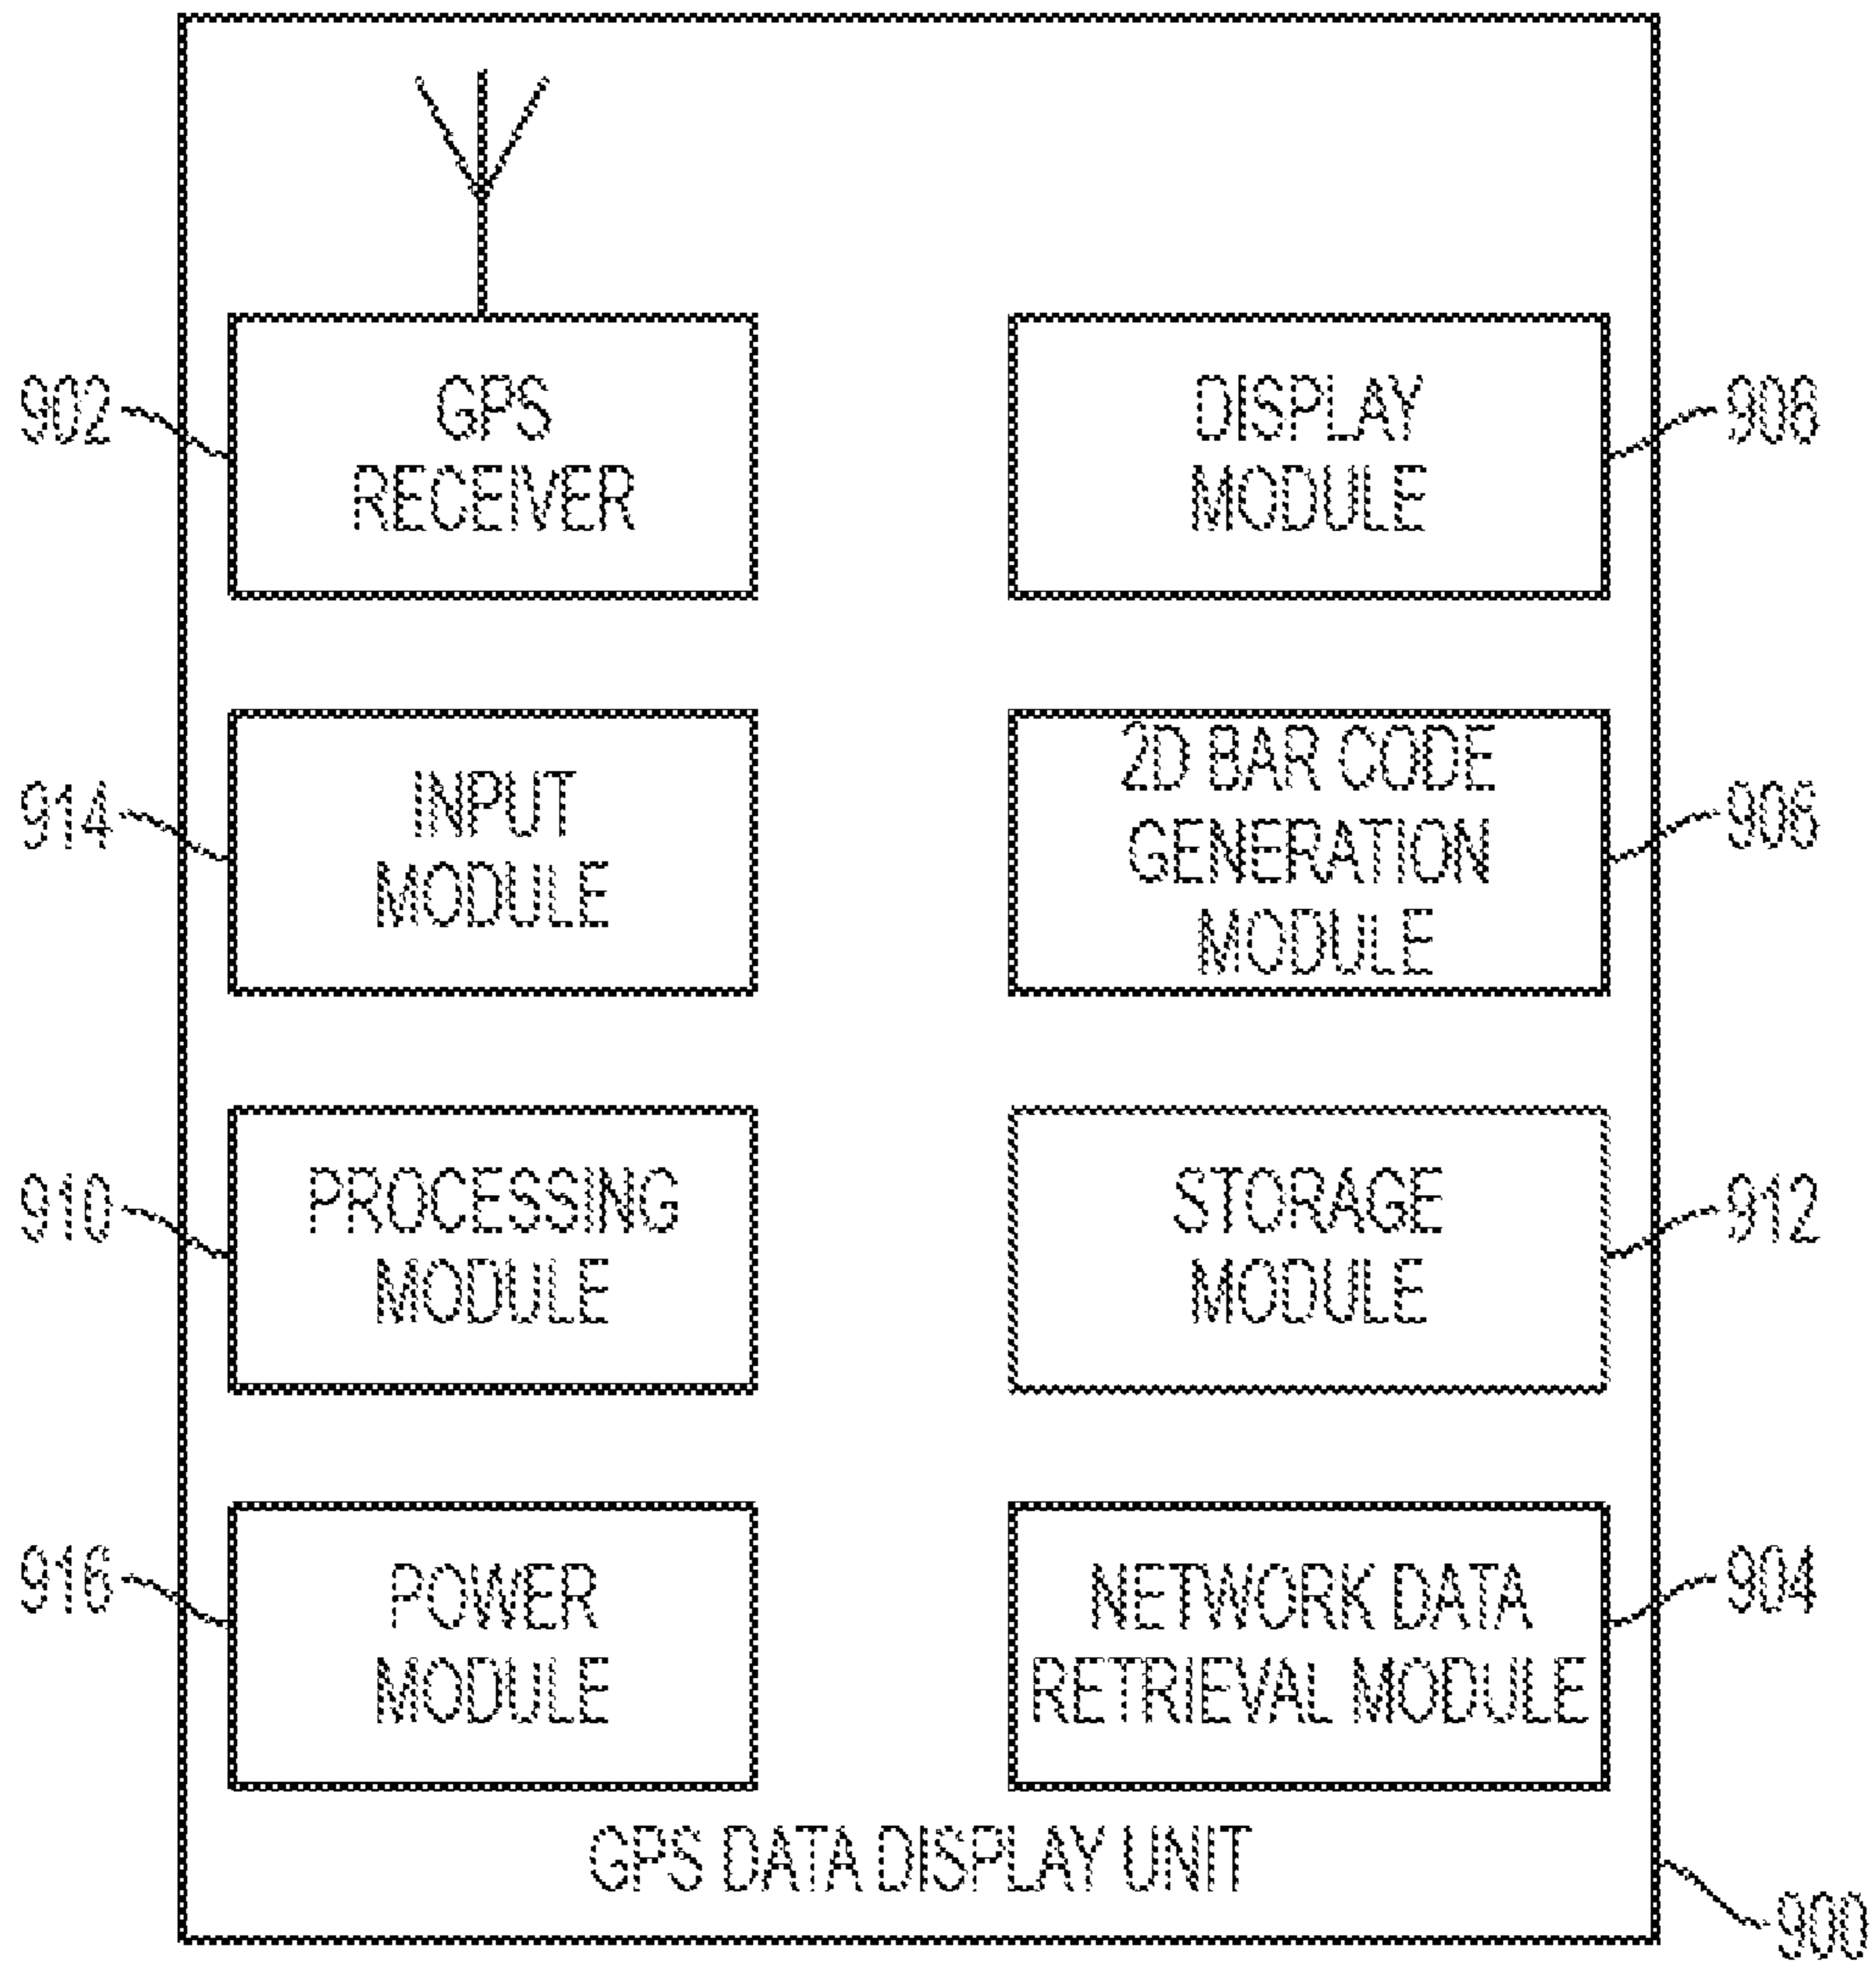 902
GPS
RECEIVER
DISPLAY
MODULE
908
914
INPUT
MODULE
2D BAR CODE
GENERATION
MODULE
906
910
PROCESSING
MODULE
STORAGE
MODULE
912
916
POWER
MODULE
NETWORK DATA
RETRIEVAL MODULE
904
GPS DATA DISPLAY UNIT
900